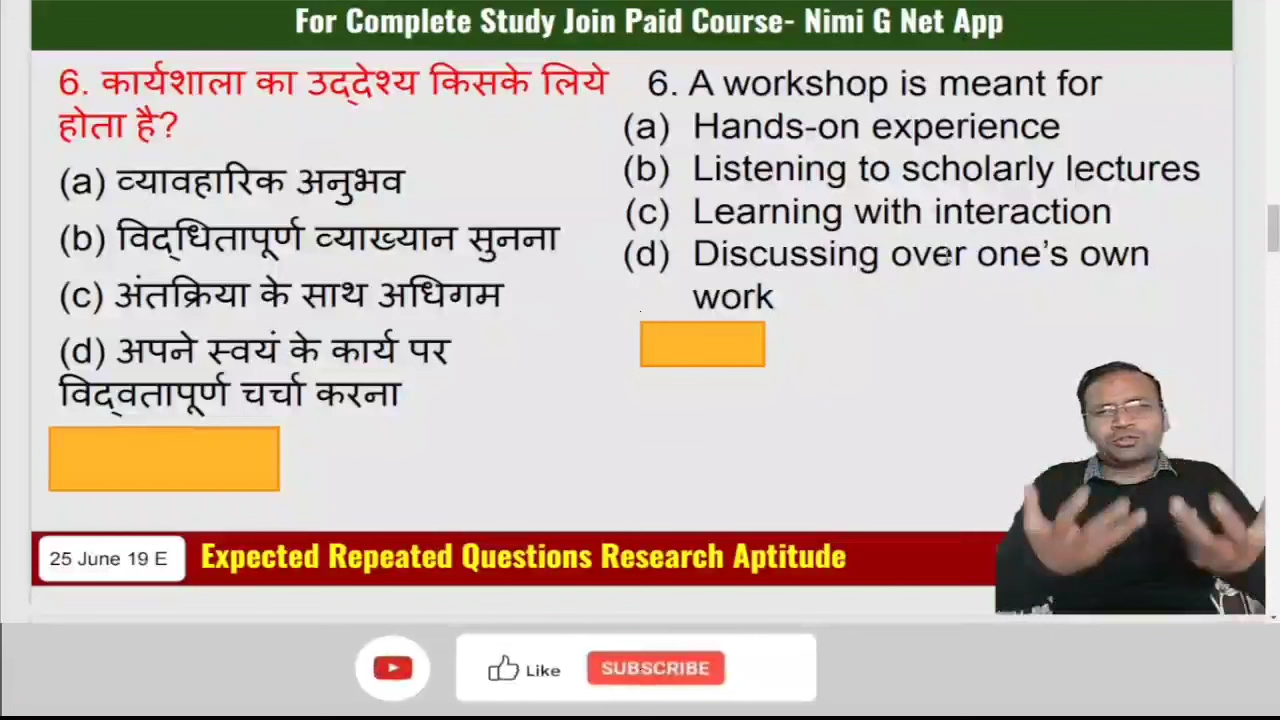 For Complete Study Join Paid Course- Nimi G Net App
6. कार्यशाला का उद्देश्य किसके लिये
होता है?
(a) व्यावहारिक अनुभव
(b) विद्धितापूर्ण व्याख्यान सुनना
(c) अंतक्रिया के साथ अधिगम
(d) अपने स्वयं के कार्य पर
विद्वतापूर्ण चर्चा करना
6. A workshop is meant for
(a) Hands-on experience
(b) Listening to scholarly lectures
(c) Learning with interaction
(d) Discussing over one's own
work
25 June 19 E
Expected Repeated Questions Research Aptitude
Like
SUBSCRIBE